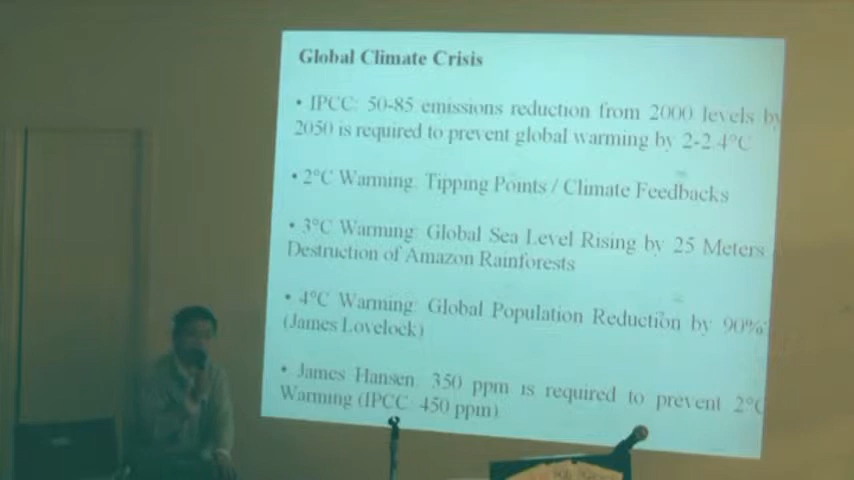 Global Climate Crisis
• IPCC: 50-85 emissions reduction from 2000 levels by
2050 is required to prevent global warming by 2-2.4°C
• 2°C Warming: Tipping Points / Climate Feedbacks
• 3°C Warming: Global Sea Level Rising by 25 Meters
Destruction of Amazon Rainforests
• 4°C Warming: Global Population Reduction by 90%
(James Lovelock)
• James Hansen: 350 ppm is required to prevent 2°C
Warming (IPCC: 450 ppm)